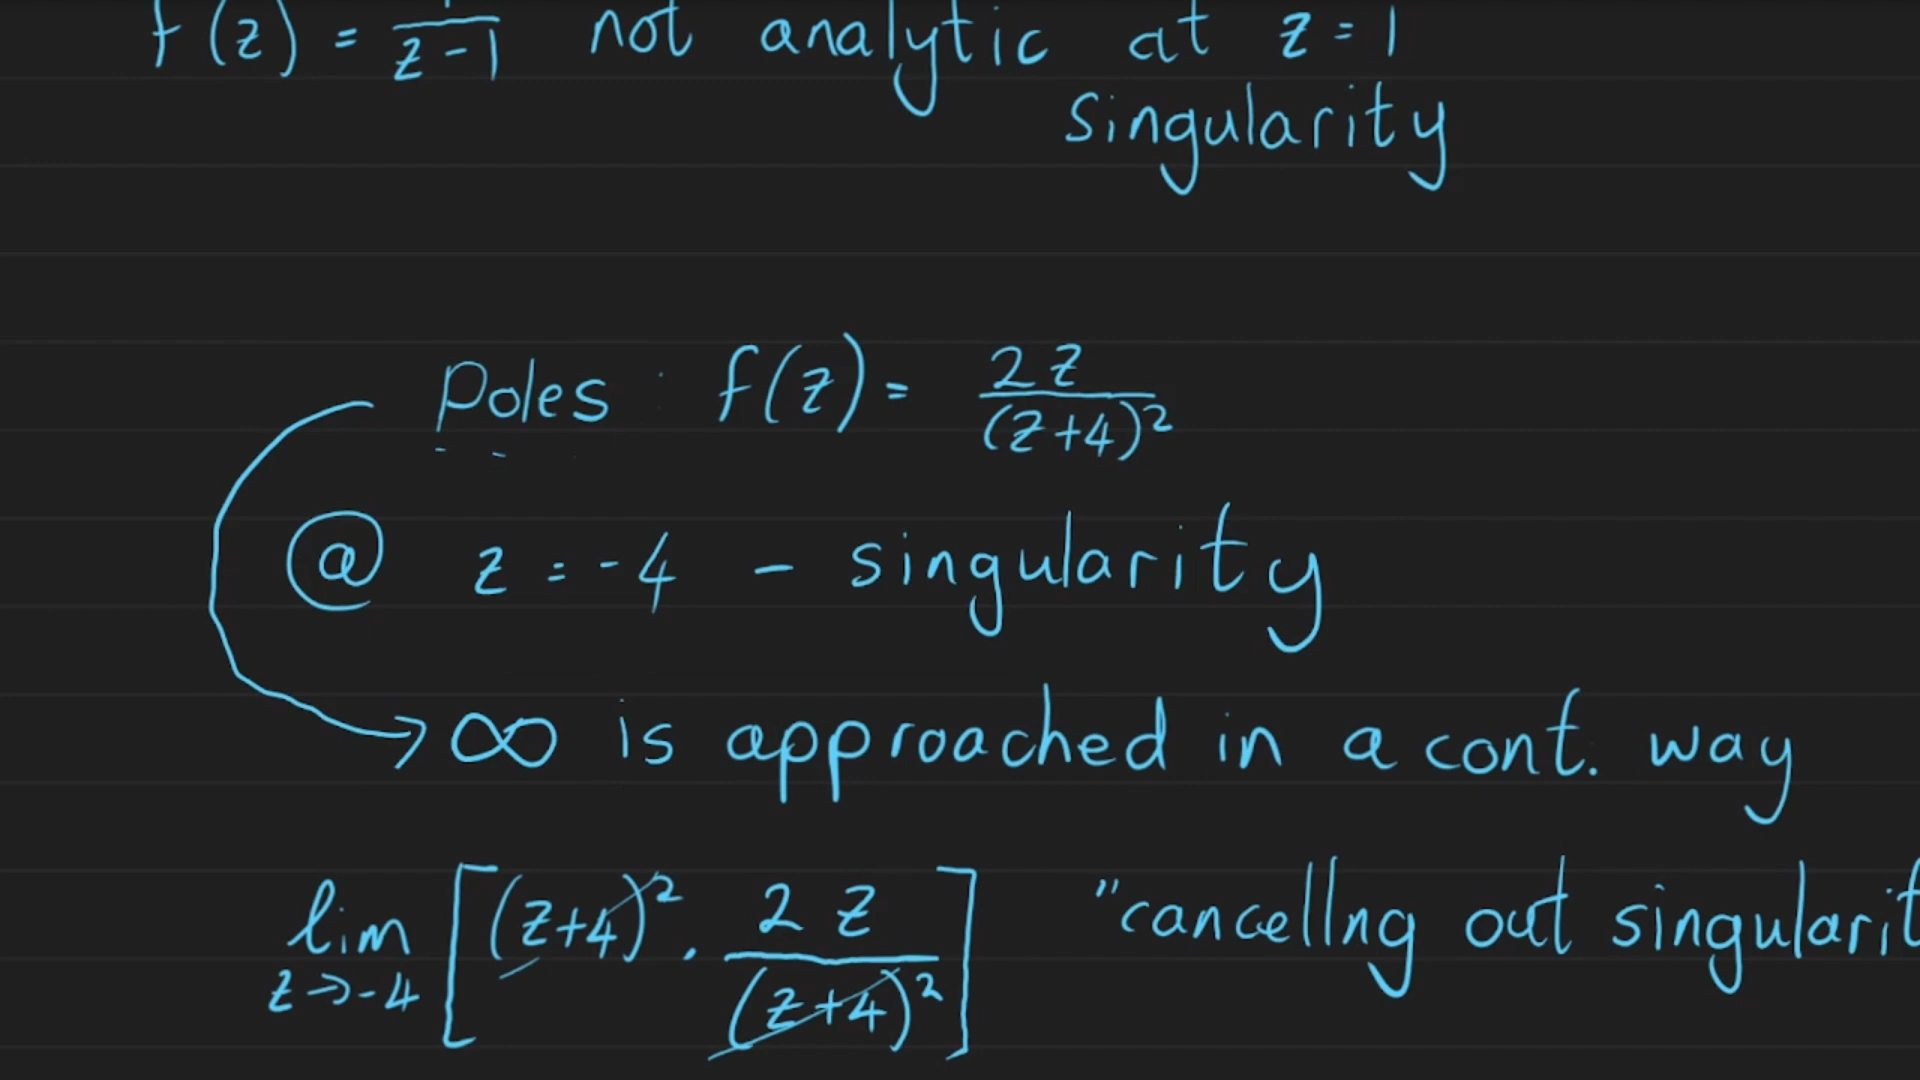 f(z) = 1/(z-1) not analytic at z = 1
singularity
Poles : f(z) = 2z/(z+4)²
@ z = -4 - singularity
→ ∞ is approached in a cont. way
lim z→-4 [(z+4)² . 2z/(z+4)²] "cancellng out singularit